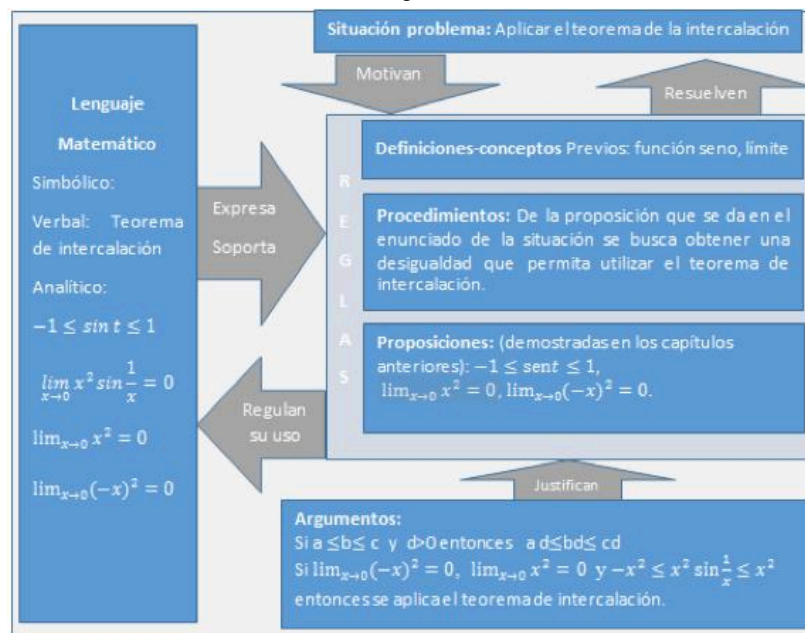 Situación problema: Aplicar el teorema de la intercalación
Motivan
Resuelven
Lenguaje
Matemático
Simbólico:
Verbal: Teorema
de intercalación
Analítico:
−1 ≤ sin t ≤ 1
lim x→0 x² sin 1/x = 0
lim x→0 x² = 0
lim x→0 (−x)² = 0
Expresa
Soporta
Regulan
su uso
REGLAS
Definiciones-conceptos Previos: función seno, límite
Procedimientos: De la proposición que se da en el
enunciado de la situación se busca obtener una
desigualdad que permita utilizar el teorema de
intercalación.
Proposiciones: (demostradas en los capítulos
anteriores): −1 ≤ sent ≤ 1,
lim x→0 x² = 0, lim x→0 (−x)² = 0.
Justifican
Argumentos:
Si a ≤b≤ c y d>0 entonces a d≤bd≤ cd
Si lim x→0 (−x)² = 0, lim x→0 x² = 0 y −x² ≤ x² sin 1/x ≤ x²
entonces se aplica el teorema de intercalación.